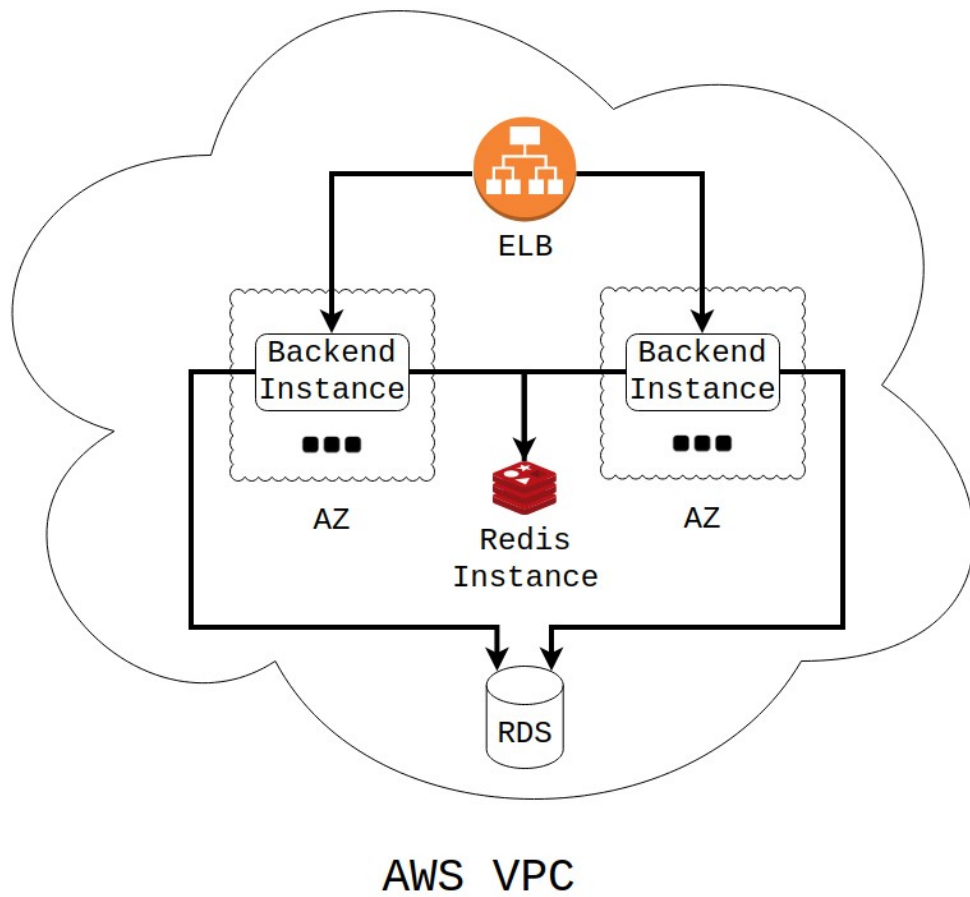 ELB
Backend
Instance
Backend
Instance
AZ
AZ
Redis
Instance
RDS
AWS VPC